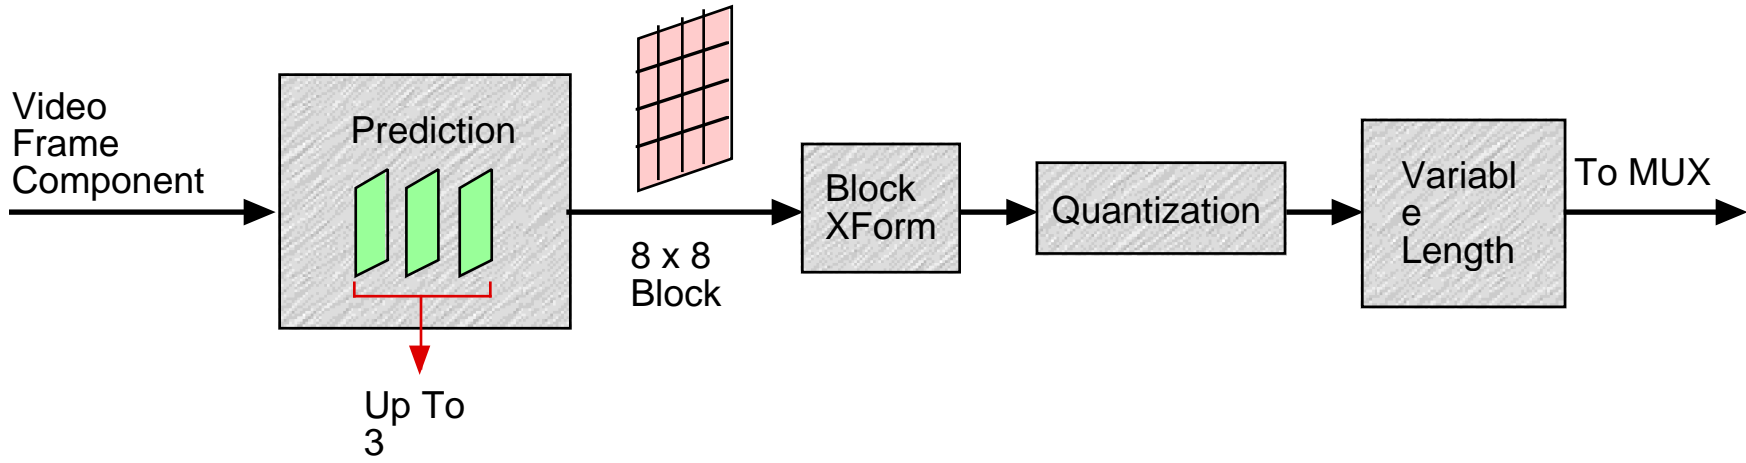 Video
Frame
Component
Prediction
Up To
3
8 x 8
Block
Block
XForm
Quantization
Variabl
e
Length
To MUX